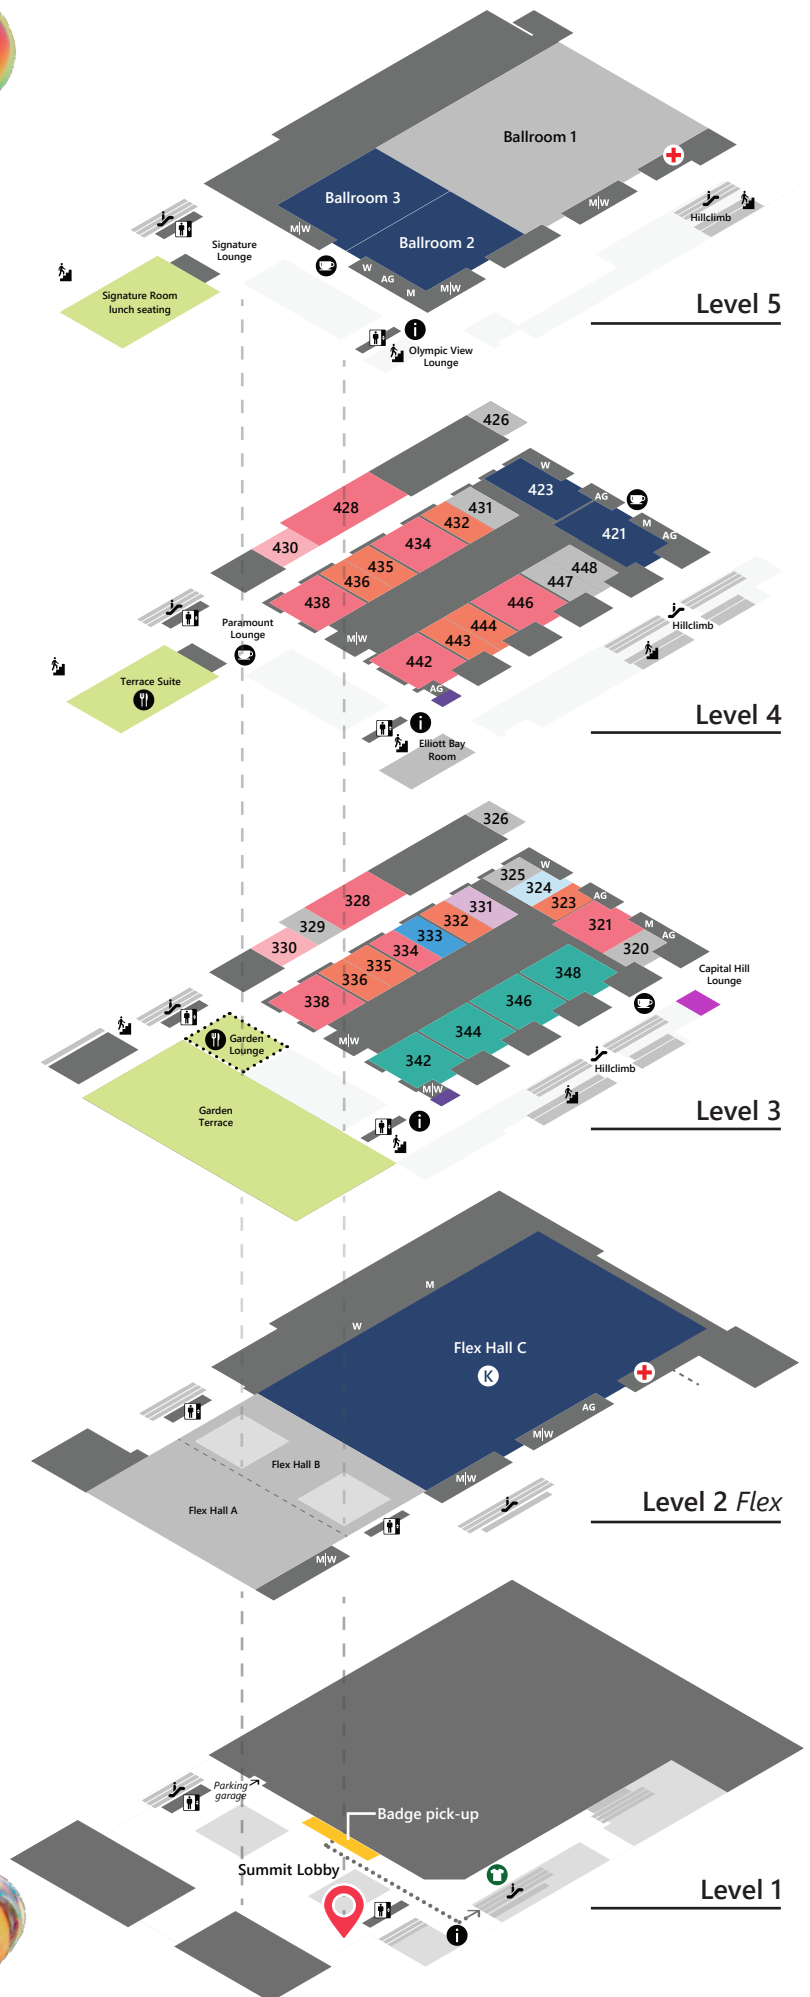 Ballroom 1
Ballroom 3
M|W
Hillclimb
M|W
Signature
Lounge
Ballroom 2
W
AG
M
M|W
Signature Room
lunch seating
Level 5
i
Olympic View
Lounge
426
W
423
428
431
AG
432
M
421
AG
434
430
435
448
436
447
438
446
Paramount
Lounge
444
M|W
443
Hillclimb
442
Terrace Suite
AG
Level 4
i
Elliott Bay
Room
326
W
325
324
AG
328
323
331
321
M
332
AG
329
333
320
330
334
335
348
Capital Hill
Lounge
336
346
338
344
Garden
Lounge
M|W
342
Hillclimb
M|W
Garden
Terrace
Level 3
i
M
W
Flex Hall C
K
AG
M|W
Flex Hall B
M|W
Flex Hall A
Level 2 Flex
M|W
Parking
garage
Badge pick-up
Summit Lobby
Level 1
i